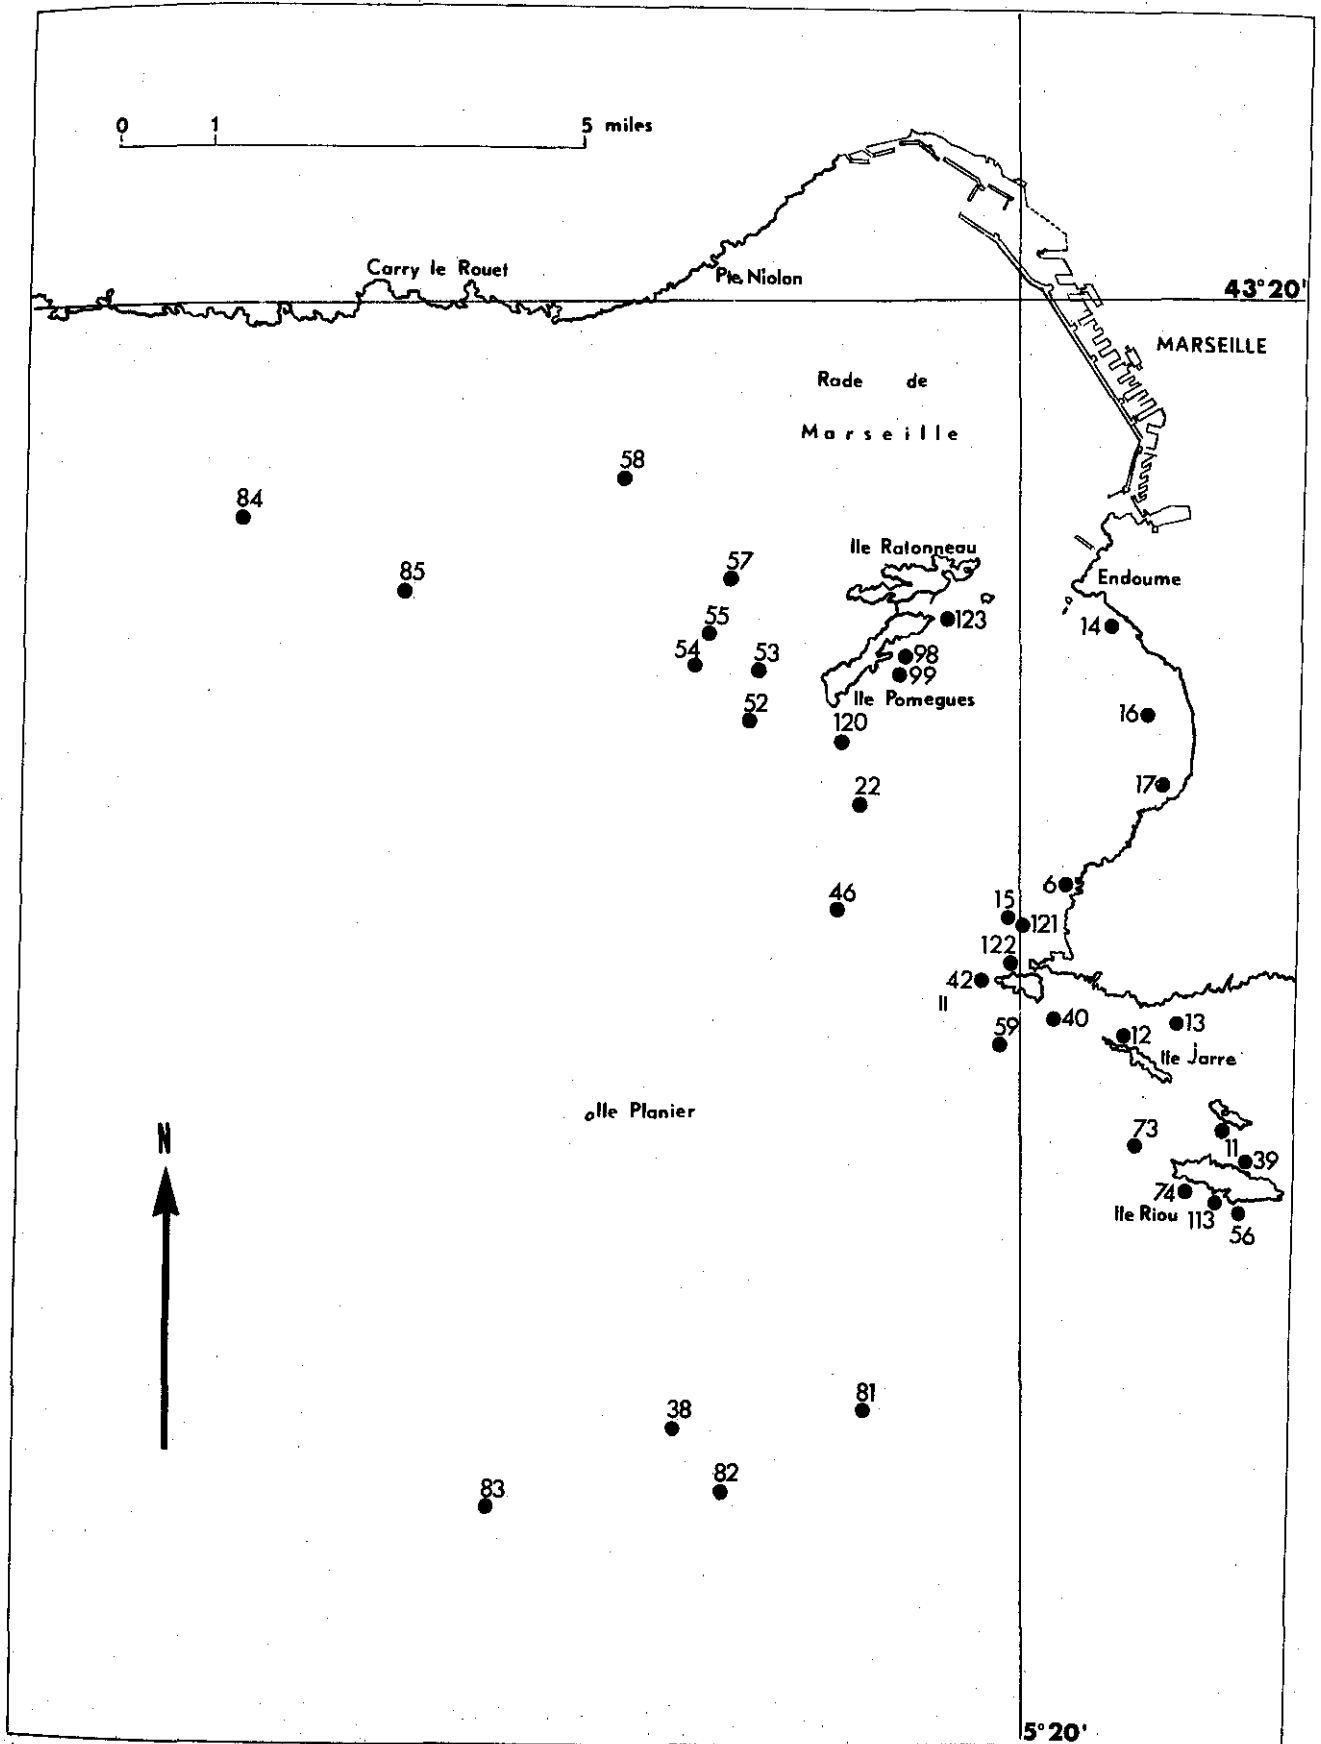 0 1 5 miles
Carry le Rouet
Pte. Niolon
43°20'
MARSEILLE
Rade de
Marseille
58
84
Ile Ratonneau
57
85
Endoume
55
123
14
54
53
98
99
Ile Pomegues
52
16
120
22
17
6
46
15
121
122
42
II
59
40
12
13
Ile Jarre
Ile Planier
N
73
11
39
74
Ile Riou
113
56
81
38
82
83
5°20'